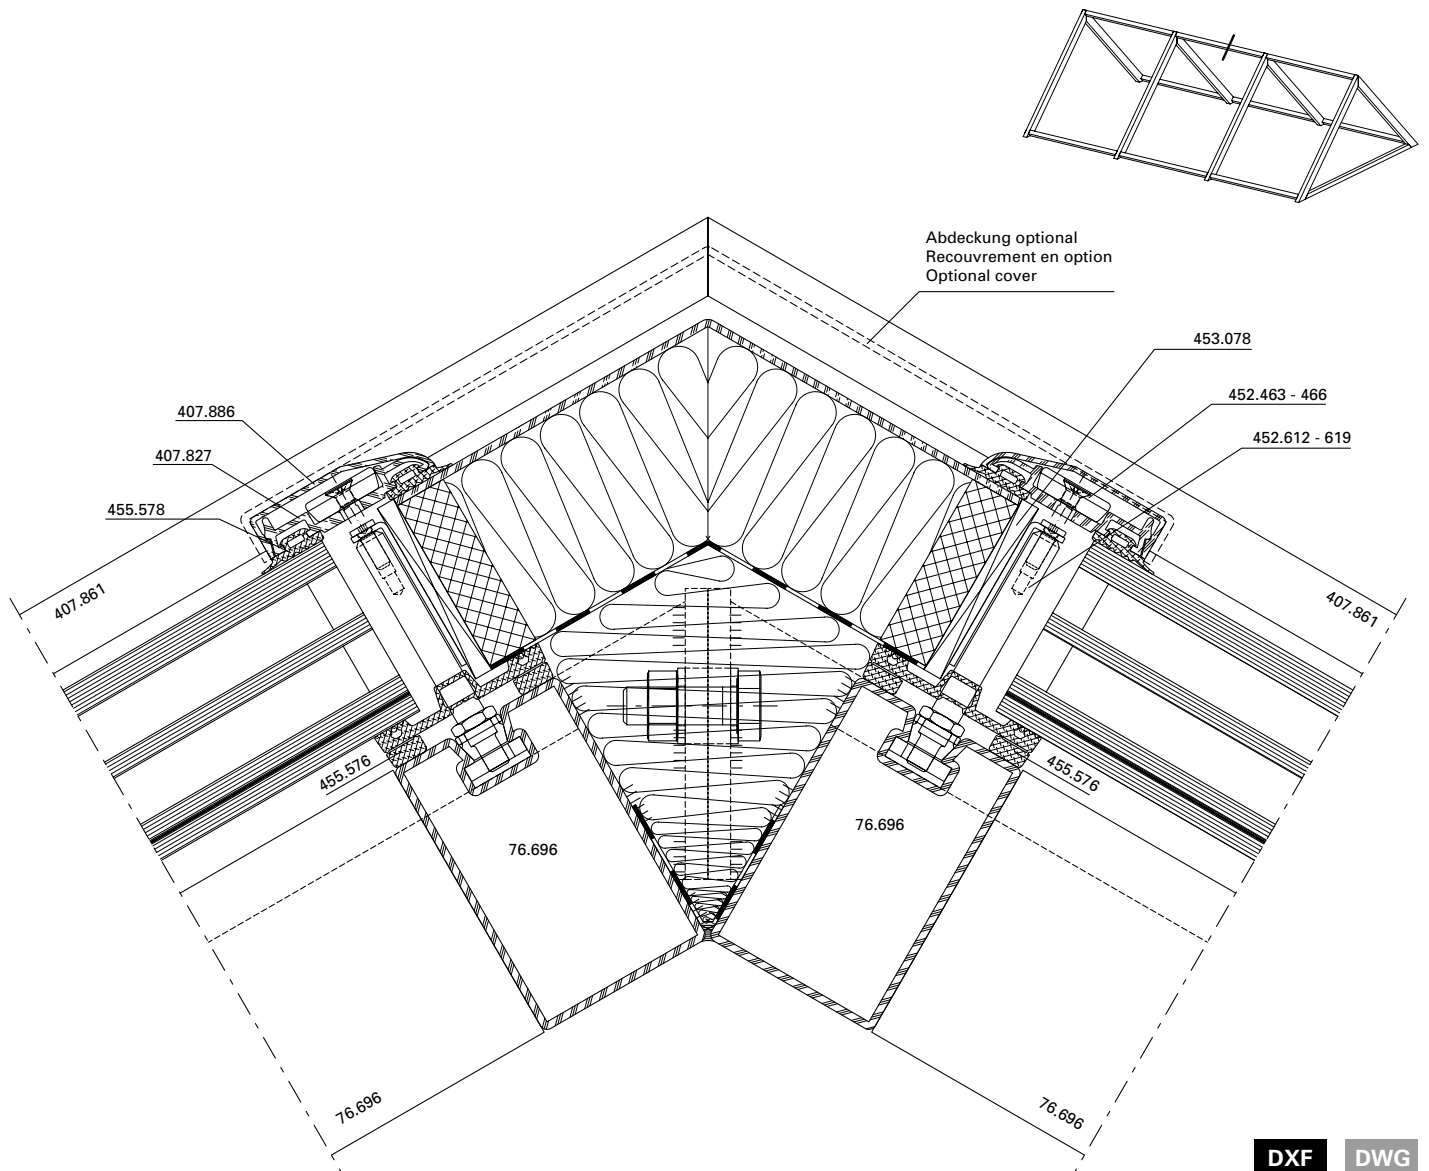 Abdeckung optional
Recouvrement en option
Optional cover
453.078
407.886
452.463 - 466
407.827
452.612 - 619
455.578
407.861
407.861
455.576
455.576
76.696
76.696
76.696
76.696
DXF DWG